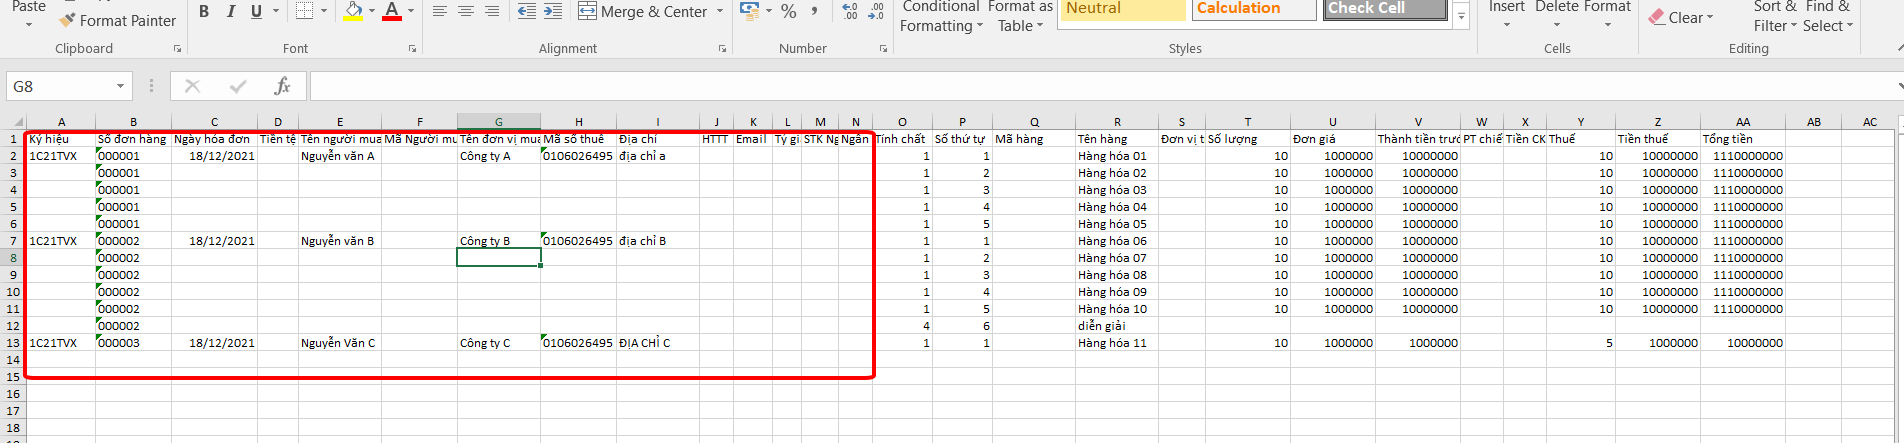 Paste
Format Painter
B I U A
Merge & Center
% , .00 .0
Conditional Formatting
Format as Table
Neutral Calculation Check Cell
Insert Delete Format
Clear
Sort & Filter
Find & Select
Clipboard Font Alignment Number Styles Cells Editing
G8 fx
A B C D E F G H I J K L M N O P Q R S T U V W X Y Z AA AB AC
1 Ký hiệu Số đơn hàng Ngày hóa đơn Tiền tệ Tên người mua Mã Người mu Tên đơn vị mua Mã số thuế Địa chỉ HTTT Email Tỷ gi STK Ng Ngân Tính chất Số thứ tự Mã hàng Tên hàng Đơn vị t Số lượng Đơn giá Thành tiền trướ PT chiế Tiền CK Thuế Tiền thuế Tổng tiền
2 1C21TVX 000001 18/12/2021 Nguyễn văn A Công ty A 0106026495 địa chỉ a 1 1 Hàng hóa 01 10 1000000 10000000 10 10000000 1110000000
3 000001 1 2 Hàng hóa 02 10 1000000 10000000 10 10000000 1110000000
4 000001 1 3 Hàng hóa 03 10 1000000 10000000 10 10000000 1110000000
5 000001 1 4 Hàng hóa 04 10 1000000 10000000 10 10000000 1110000000
6 000001 1 5 Hàng hóa 05 10 1000000 10000000 10 10000000 1110000000
7 1C21TVX 000002 18/12/2021 Nguyễn văn B Công ty B 0106026495 địa chỉ B 1 1 Hàng hóa 06 10 1000000 10000000 10 10000000 1110000000
8 000002 1 2 Hàng hóa 07 10 1000000 10000000 10 10000000 1110000000
9 000002 1 3 Hàng hóa 08 10 1000000 10000000 10 10000000 1110000000
10 000002 1 4 Hàng hóa 09 10 1000000 10000000 10 10000000 1110000000
11 000002 1 5 Hàng hóa 10 10 1000000 10000000 10 10000000 1110000000
12 000002 4 6 diễn giải
13 1C21TVX 000003 18/12/2021 Nguyễn Văn C Công ty C 0106026495 ĐỊA CHỈ C 1 1 Hàng hóa 11 10 1000000 1000000 5 1000000 10000000
14
15
16
17
18